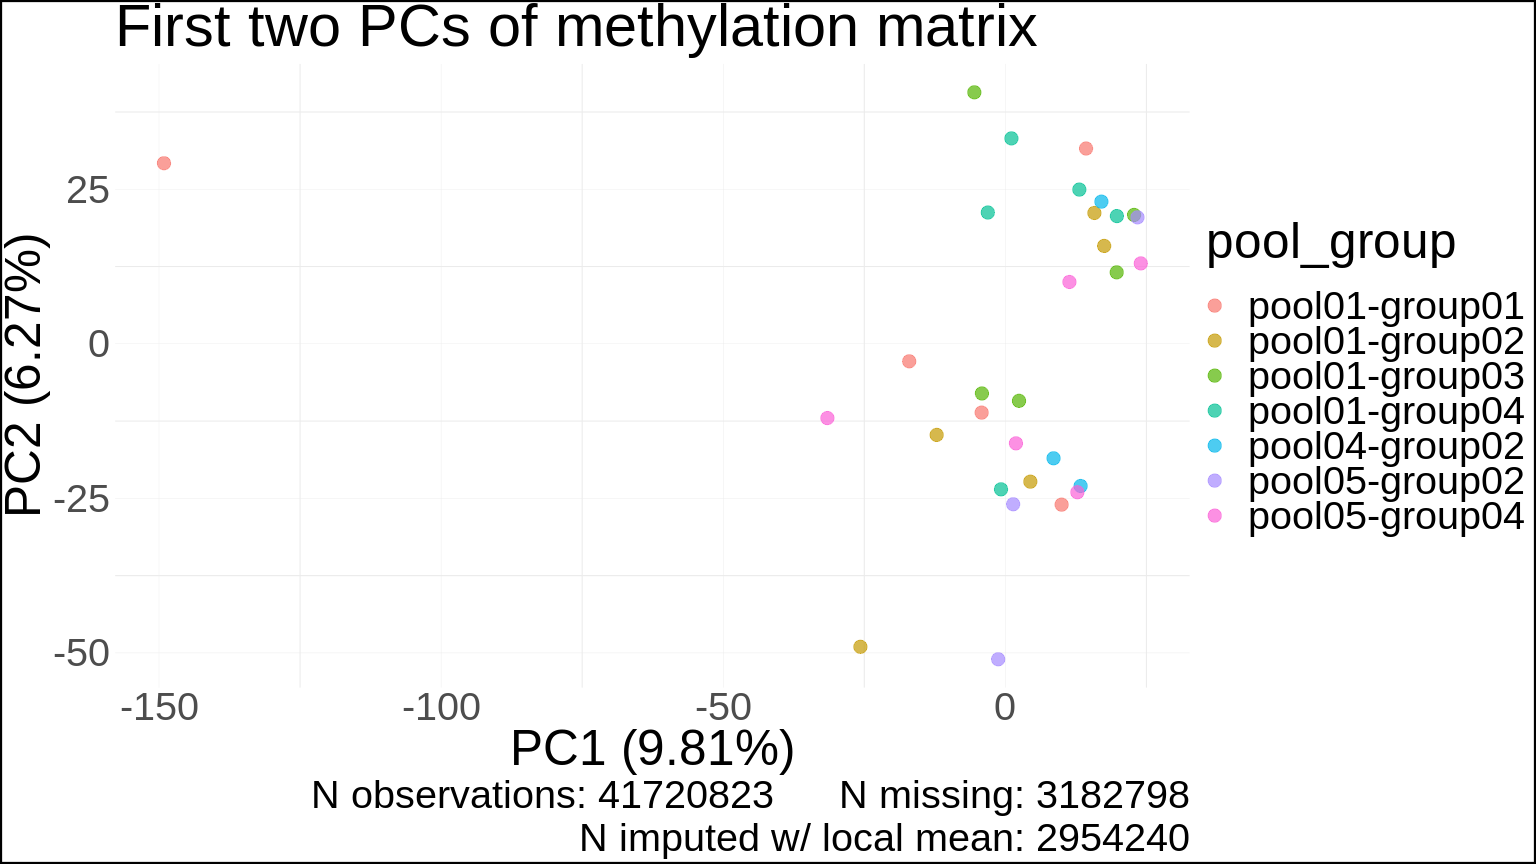 First two PCs of methylation matrix
25
0
-25
-50
PC2 (6.27%)
-150 -100 -50 0
PC1 (9.81%)
N observations: 41720823 N missing: 3182798
N imputed w/ local mean: 2954240
pool_group
pool01-group01
pool01-group02
pool01-group03
pool01-group04
pool04-group02
pool05-group02
pool05-group04